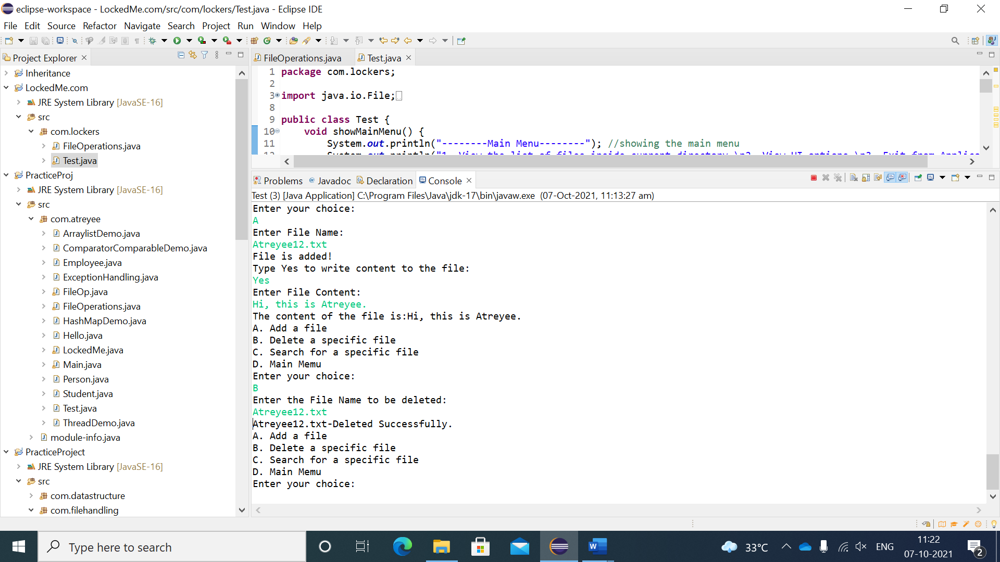 eclipse-workspace - LockedMe.com/src/com/lockers/Test.java - Eclipse IDE
File Edit Source Refactor Navigate Search Project Run Window Help
Project Explorer
Inheritance
LockedMe.com
JRE System Library [JavaSE-16]
src
com.lockers
FileOperations.java
Test.java
PracticeProj
JRE System Library [JavaSE-16]
src
com.atreyee
ArraylistDemo.java
ComparatorComparableDemo.java
Employee.java
ExceptionHandling.java
FileOp.java
FileOperations.java
HashMapDemo.java
Hello.java
LockedMe.java
Main.java
Person.java
Student.java
Test.java
ThreadDemo.java
module-info.java
PracticeProject
JRE System Library [JavaSE-16]
src
com.datastructure
com.filehandling
FileOperations.java Test.java
1 package com.lockers;
2
3 import java.io.File;
8
9 public class Test {
10 void showMainMenu() {
11 System.out.println("--------Main Menu--------"); //showing the main menu
Problems Javadoc Declaration Console
Test (3) [Java Application] C:\Program Files\Java\jdk-17\bin\javaw.exe (07-Oct-2021, 11:13:27 am)
Enter your choice:
A
Enter File Name:
Atreyee12.txt
File is added!
Type Yes to write content to the file:
Yes
Enter File Content:
Hi, this is Atreyee.
The content of the file is:Hi, this is Atreyee.
A. Add a file
B. Delete a specific file
C. Search for a specific file
D. Main Memu
Enter your choice:
B
Enter the File Name to be deleted:
Atreyee12.txt
Atreyee12.txt-Deleted Successfully.
A. Add a file
B. Delete a specific file
C. Search for a specific file
D. Main Memu
Enter your choice:
Type here to search
33°C
ENG
11:22
07-10-2021
2